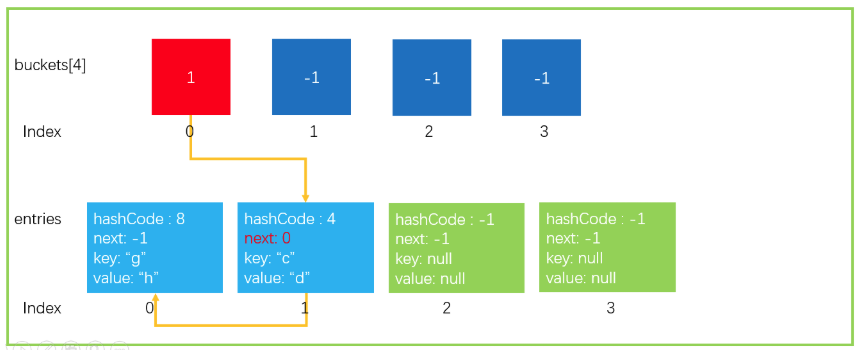 buckets[4]
1
-1
-1
-1
Index
0
1
2
3
entries
hashCode : 8
next: -1
key: “g”
value: “h”
hashCode : 4
next: 0
key: “c”
value: “d”
hashCode : -1
next: -1
key: null
value: null
hashCode : -1
next: -1
key: null
value: null
Index
0
1
2
3